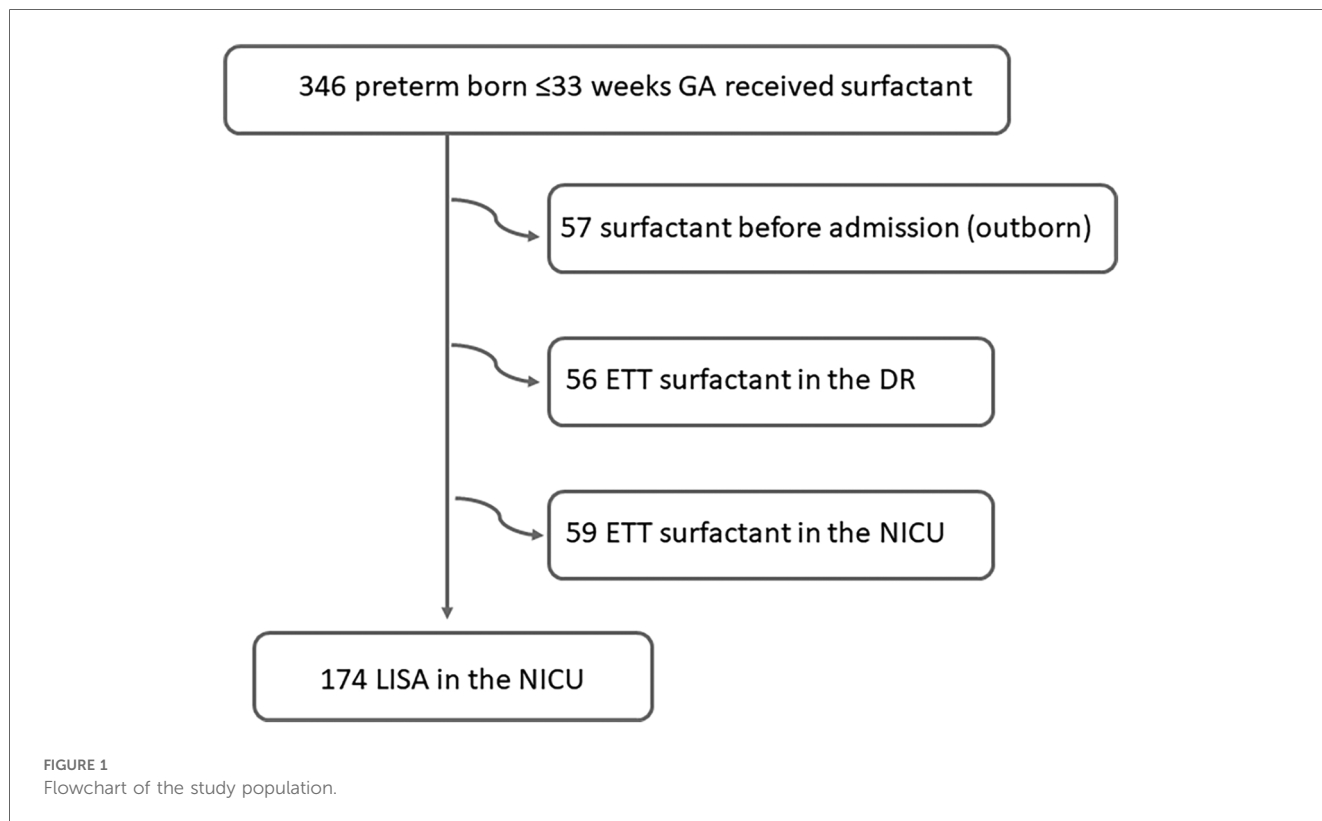 346 preterm born ≤33 weeks GA received surfactant
57 surfactant before admission (outborn)
56 ETT surfactant in the DR
59 ETT surfactant in the NICU
174 LISA in the NICU
FIGURE 1
Flowchart of the study population.